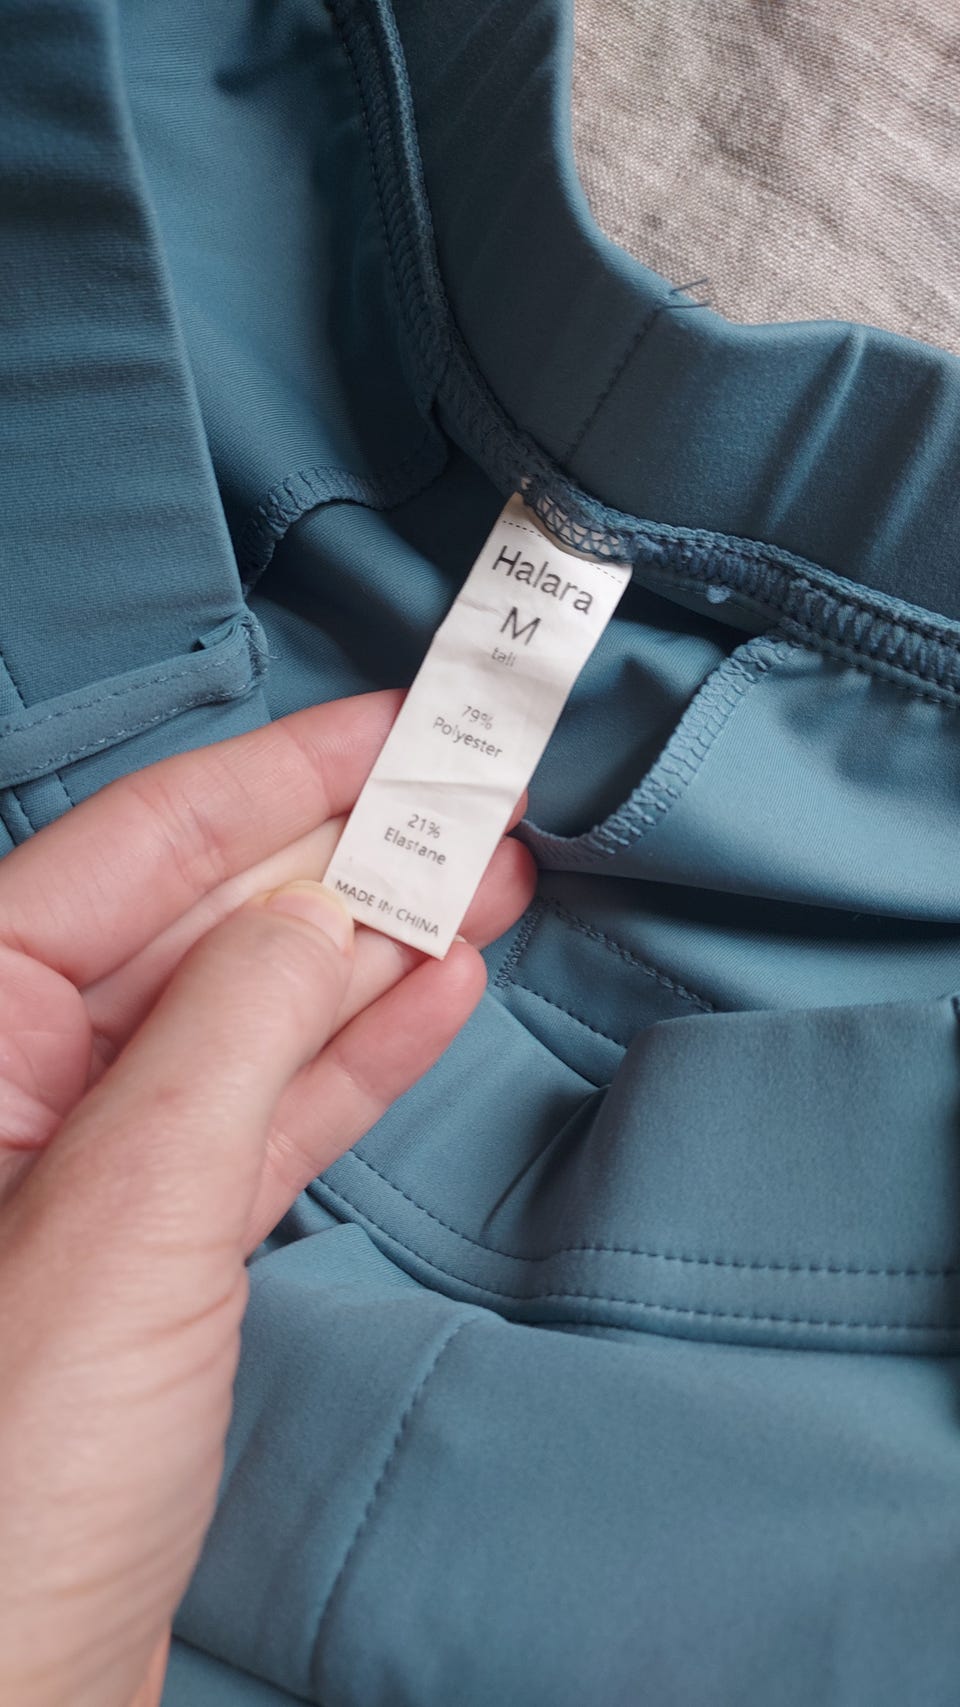 Halara
M
tall
79%
Polyester
21%
Elastane
MADE IN CHINA